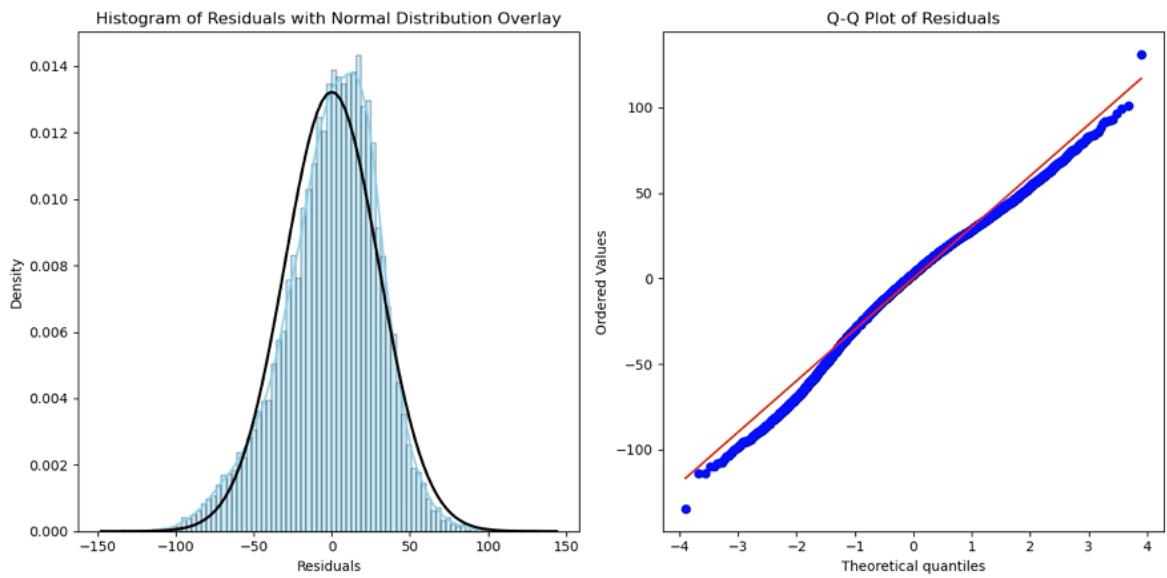 Histogram of Residuals with Normal Distribution Overlay
0.014
0.012
0.010
0.008
0.006
0.004
0.002
0.000
Density
−150 −100 −50 0 50 100 150
Residuals
Q-Q Plot of Residuals
100
50
0
−50
−100
Ordered Values
−4 −3 −2 −1 0 1 2 3 4
Theoretical quantiles